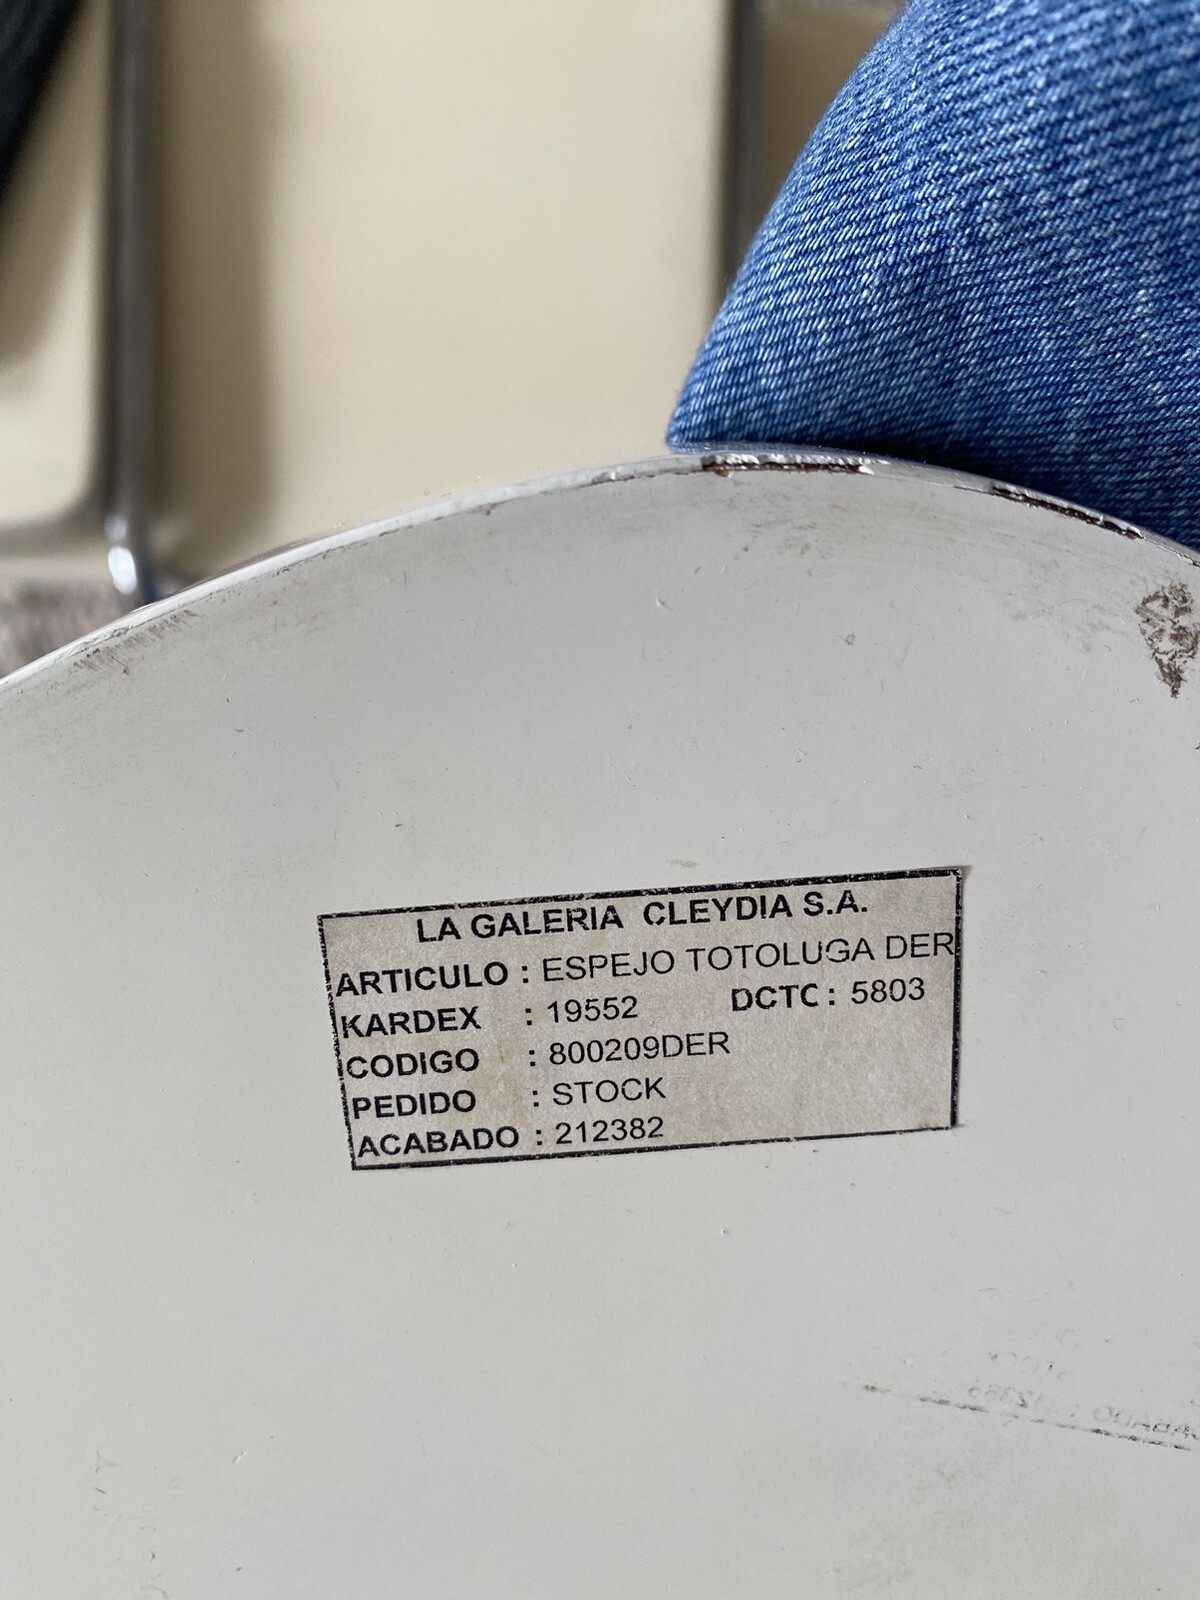 LA GALERIA CLEYDIA S.A.
ARTICULO : ESPEJO TOTOLUGA DER
KARDEX : 19552 DCTC : 5803
CODIGO : 800209DER
PEDIDO : STOCK
ACABADO : 212382